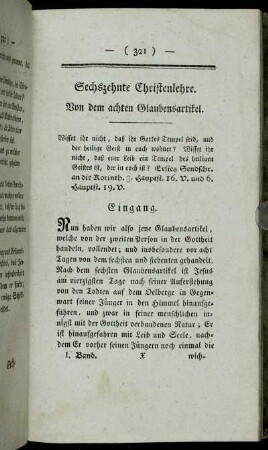 — ( 321 ) —
Sechszehnte Christenlehre.
Von dem achten Glaubensartikel.
Wisset ihr nicht, daß ihr Gottes Tempel seid, und
der heilige Geist in euch wohnet? Wisset ihr
nicht, daß euer Leib ein Tempel des heiligen
Geistes ist, der in euch ist? Erstes Sendschr.
an die Korinth. 3. Hauptst. 16. V. und 6.
Hauptst. 19. V.
Eingang.
Nun haben wir also jene Glaubensartikel,
welche von der zweiten Person in der Gottheit
handeln, vollendet; und insbesondere vor acht
Tagen von dem sechsten und siebenten gehandelt.
Nach dem sechsten Glaubensartikel ist Jesus
am vierzigsten Tage nach seiner Auferstehung
von den Todten auf dem Oelberge in Gegen-
wart seiner Jünger in den Himmel hinaufge-
fahren, und zwar in seiner menschlichen in-
nigst mit der Gottheit verbundenen Natur; Er
ist hinaufgefahren mit Leib und Seele, nach-
dem Er vorher seinen Jüngern noch einmal die
I. Band. X wich-